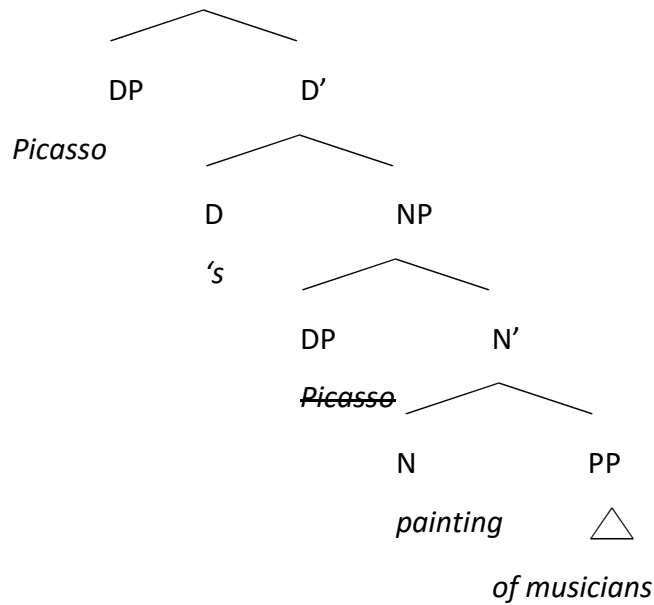 DP D’
Picasso
D NP
‘s
DP N’
Picasso
N PP
painting
of musicians